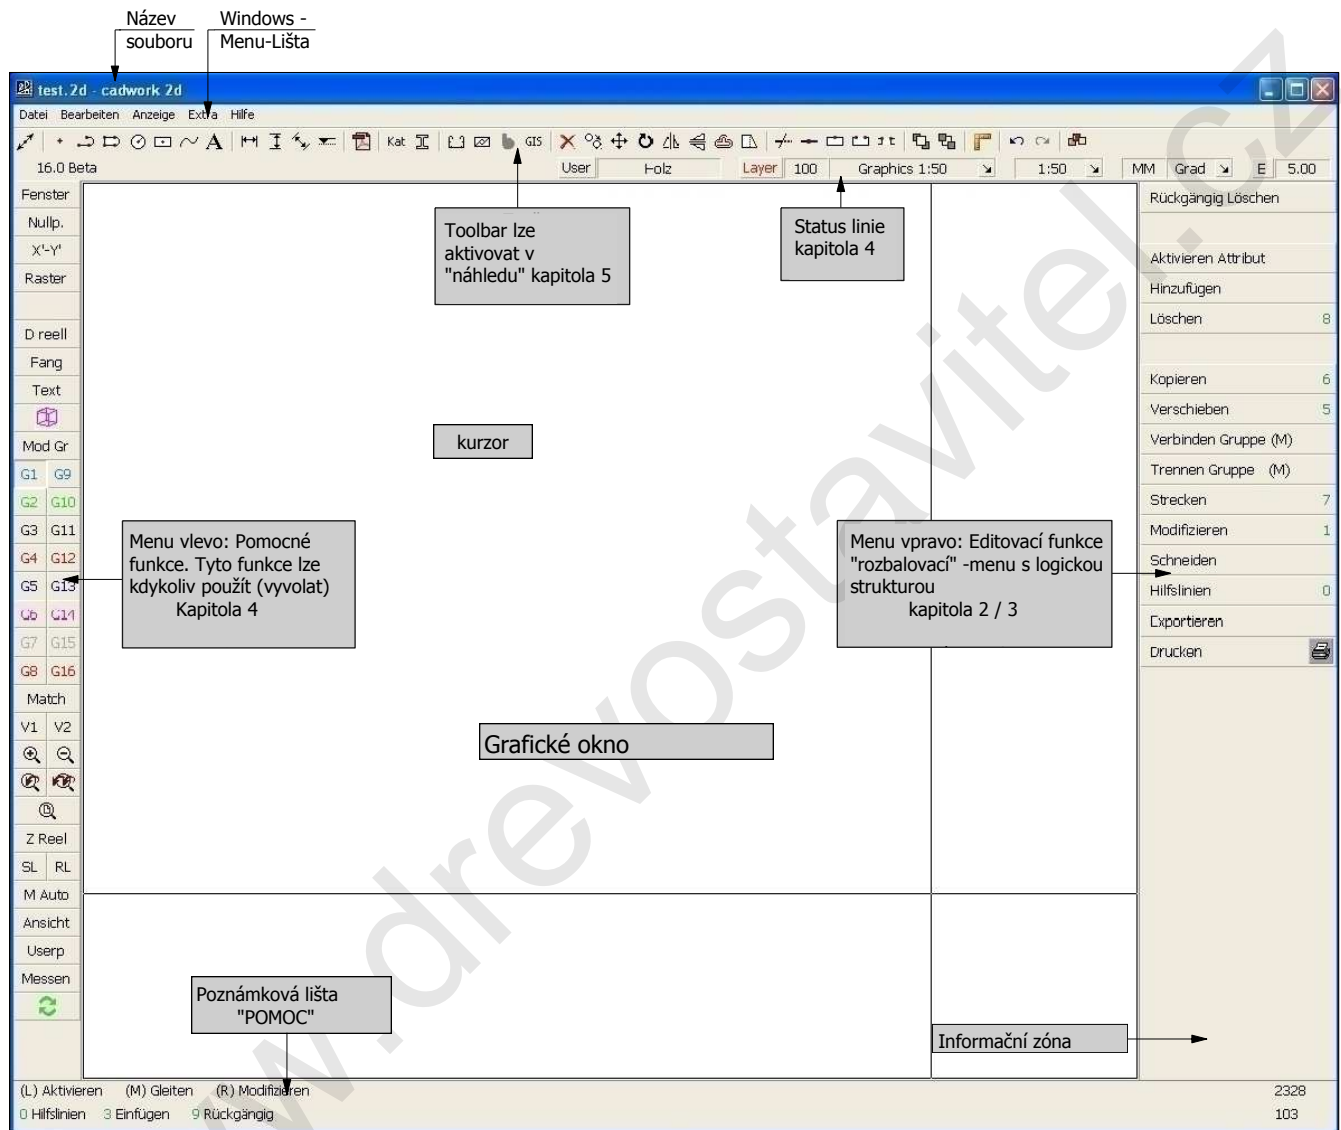 Název souboru
Windows - Menu-Lišta
test.2d - cadwork 2d
Datei Bearbeiten Anzeige Extra Hilfe
Kat GIS
16.0 Beta User Holz Layer 100 Graphics 1:50 1:50 MM Grad E 5.00
Fenster
Nullp.
X'-Y'
Raster
D reell
Fang
Text
Mod Gr
G1 G9
G2 G10
G3 G11
G4 G12
G5 G13
G6 G14
G7 G15
G8 G16
Match
V1 V2
Z Reel
SL RL
M Auto
Ansicht
Userp
Messen
Toolbar lze
aktivovat v
"náhledu" kapitola 5
Status linie
kapitola 4
kurzor
Menu vlevo: Pomocné
funkce. Tyto funkce lze
kdykoliv použít (vyvolat)
Kapitola 4
Menu vpravo: Editovací funkce
"rozbalovací" -menu s logickou
strukturou
kapitola 2 / 3
Grafické okno
Poznámková lišta
"POMOC"
Informační zóna
Rückgängig Löschen
Aktivieren Attribut
Hinzufügen
Löschen 8
Kopieren 6
Verschieben 5
Verbinden Gruppe (M)
Trennen Gruppe (M)
Strecken 7
Modifizieren 1
Schneiden
Hilfslinien 0
Exportieren
Drucken
(L) Aktivieren (M) Gleiten (R) Modifizieren 2328
0 Hilfslinien 3 Einfügen 9 Rückgängig 103
www.drevostavitel.cz